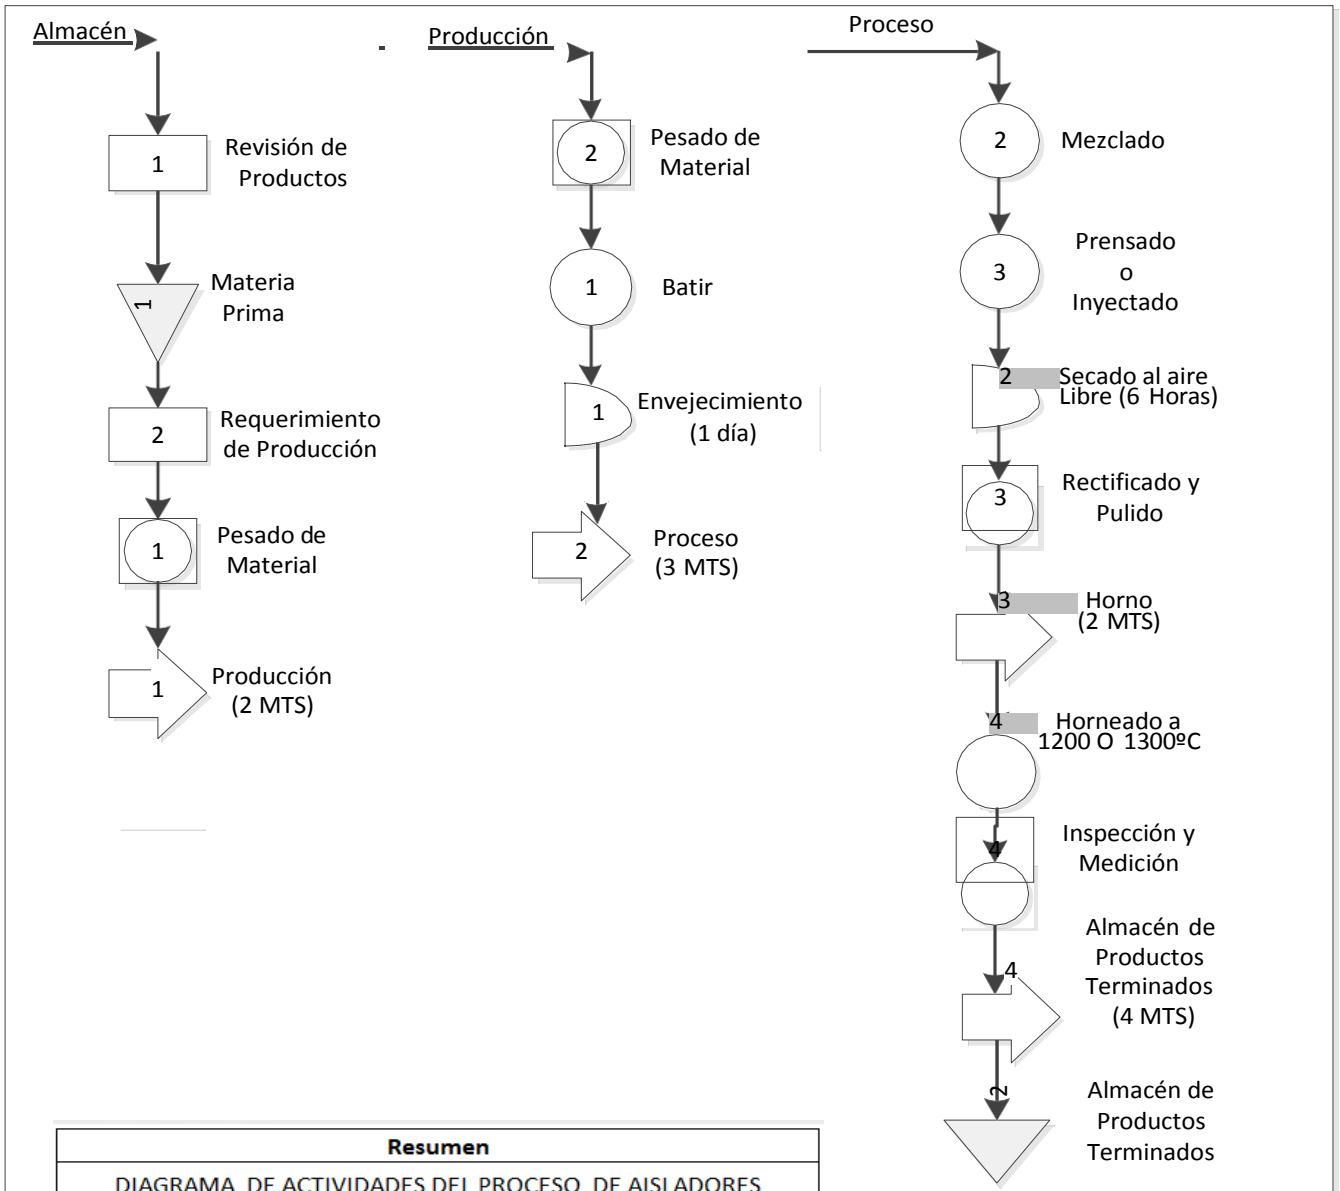 Almacén
1
Revisión de
Productos
1
Materia
Prima
2
Requerimiento
de Producción
1
Pesado de
Material
1
Producción
(2 MTS)
Producción
2
Pesado de
Material
1
Batir
1
Envejecimiento
(1 día)
2
Proceso
(3 MTS)
Proceso
2
Mezclado
3
Prensado
o
Inyectado
2
Secado al aire
Libre (6 Horas)
3
Rectificado y
Pulido
3
Horno
(2 MTS)
4
Horneado a
1200 O 1300ºC
4
Inspección y
Medición
4
Almacén de
Productos
Terminados
(4 MTS)
2
Almacén de
Productos
Terminados
Resumen
DIAGRAMA DE ACTIVIDADES DEL PROCESO DE AISLADORES